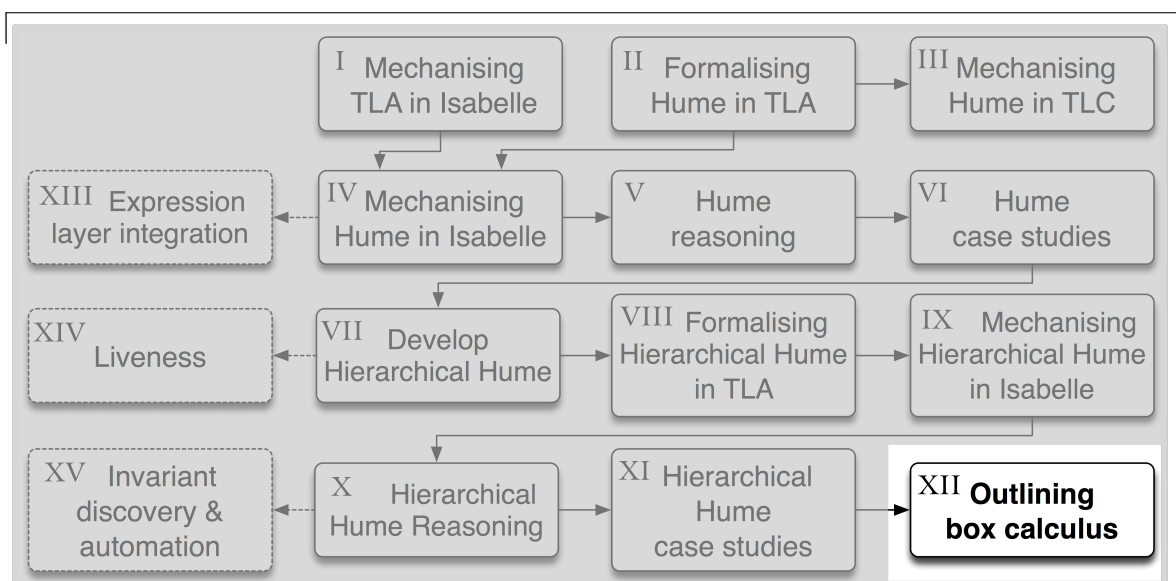 I Mechanising
TLA in Isabelle
II Formalising
Hume in TLA
III Mechanising
Hume in TLC
XIII Expression
layer integration
IV Mechanising
Hume in Isabelle
V Hume
reasoning
VI Hume
case studies
XIV
Liveness
VII Develop
Hierarchical Hume
VIII Formalising
Hierarchical Hume
in TLA
IX Mechanising
Hierarchical Hume
in Isabelle
XV Invariant
discovery &
automation
X Hierarchical
Hume Reasoning
XI Hierarchical
Hume
case studies
XII Outlining
box calculus